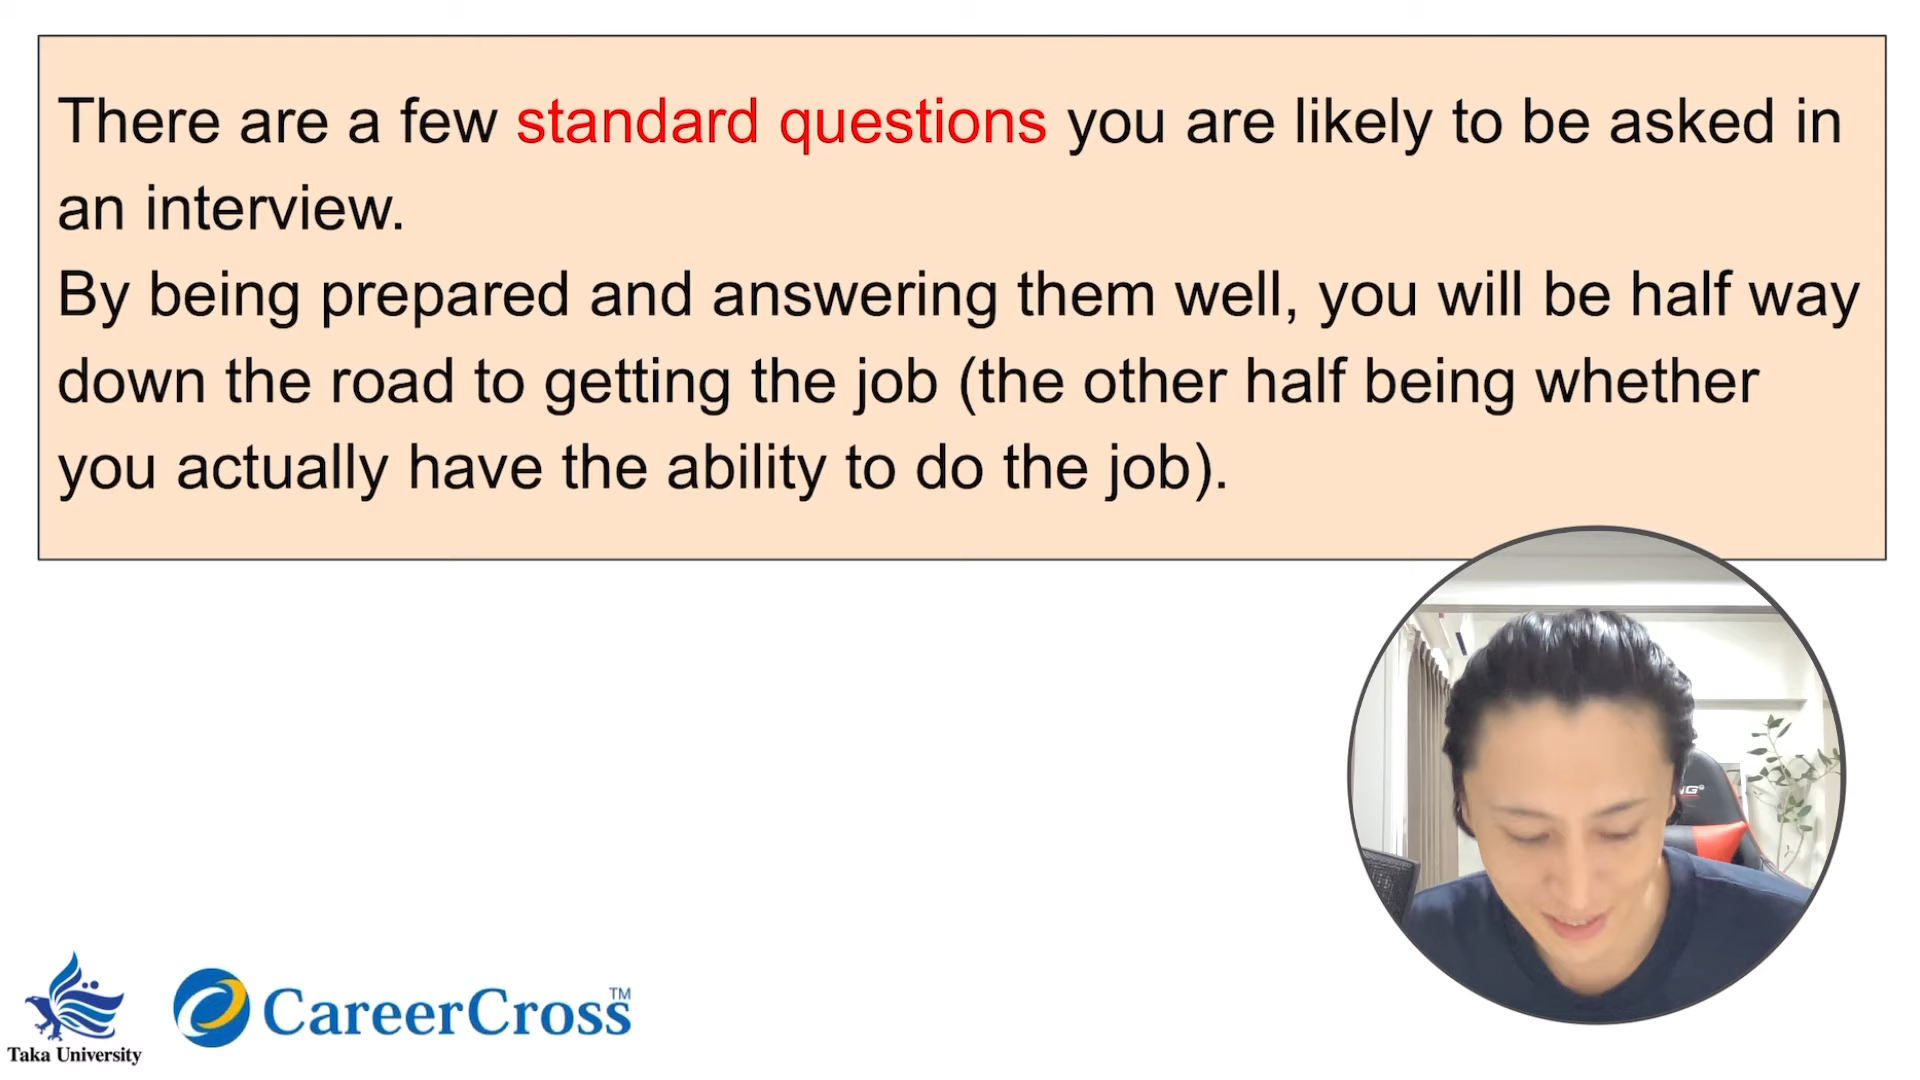 There are a few standard questions you are likely to be asked in
an interview.
By being prepared and answering them well, you will be half way
down the road to getting the job (the other half being whether
you actually have the ability to do the job).
NG®
Taka University
CareerCross™